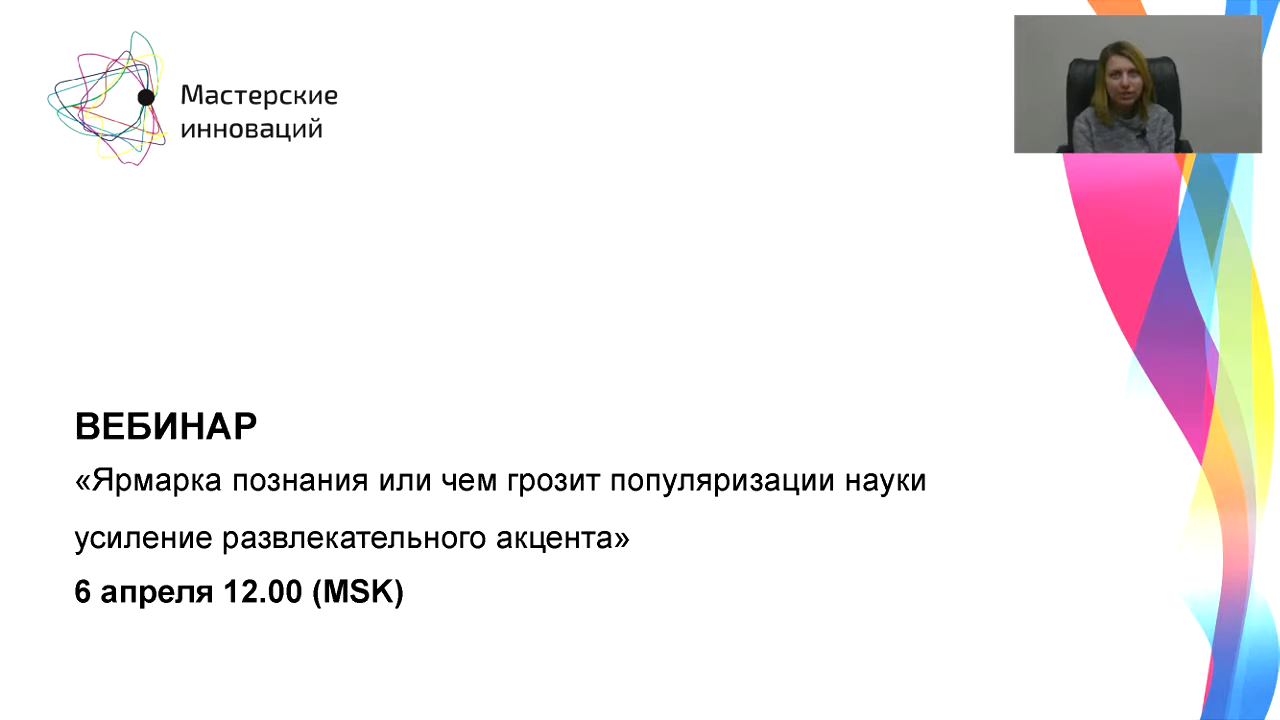 Мастерские
инноваций
ВЕБИНАР
«Ярмарка познания или чем грозит популяризации науки
усиление развлекательного акцента»
6 апреля 12.00 (MSK)